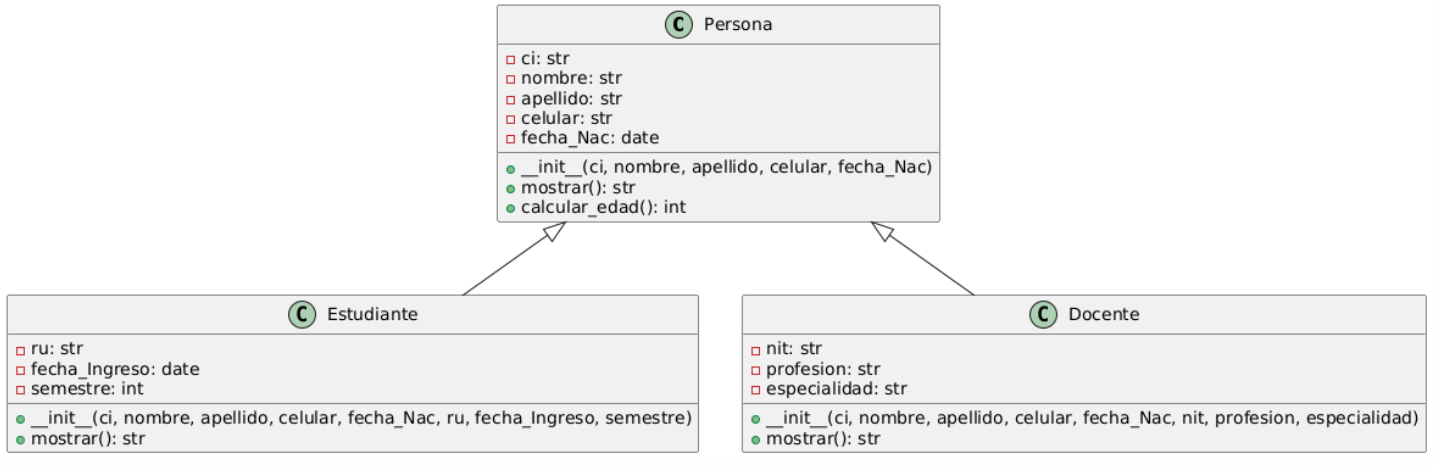 C Persona
ci: str
nombre: str
apellido: str
celular: str
fecha_Nac: date
__init__(ci, nombre, apellido, celular, fecha_Nac)
mostrar(): str
calcular_edad(): int
C Estudiante
ru: str
fecha_Ingreso: date
semestre: int
__init__(ci, nombre, apellido, celular, fecha_Nac, ru, fecha_Ingreso, semestre)
mostrar(): str
C Docente
nit: str
profesion: str
especialidad: str
__init__(ci, nombre, apellido, celular, fecha_Nac, nit, profesion, especialidad)
mostrar(): str